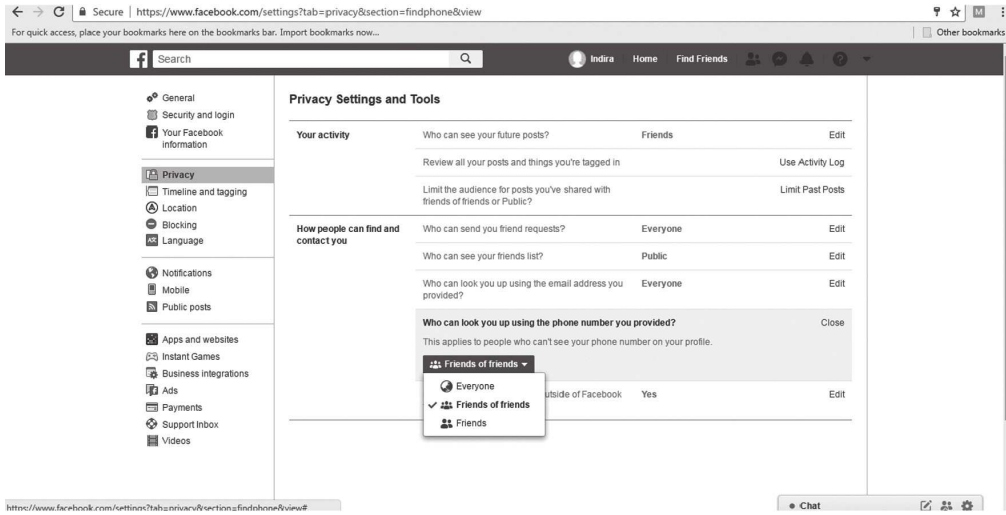 Secure | https://www.facebook.com/settings?tab=privacy&section=findphone&view
M
For quick access, place your bookmarks here on the bookmarks bar. Import bookmarks now...
Other bookmarks
f Search Indira Home Find Friends
General
Security and login
Your Facebook
information
Privacy
Timeline and tagging
Location
Blocking
Language
Notifications
Mobile
Public posts
Apps and websites
Instant Games
Business integrations
Ads
Payments
Support Inbox
Videos
Privacy Settings and Tools
Your activity
Who can see your future posts? Friends Edit
Review all your posts and things you're tagged in Use Activity Log
Limit the audience for posts you've shared with
friends of friends or Public?
Limit Past Posts
How people can find and
contact you
Who can send you friend requests? Everyone Edit
Who can see your friends list? Public Edit
Who can look you up using the email address you
provided?
Everyone Edit
Who can look you up using the phone number you provided? Close
This applies to people who can't see your phone number on your profile.
Friends of friends
Everyone
Friends of friends
Friends
outside of Facebook Yes Edit
https://www.facebook.com/settings?tab=privacy&section=findphone&view#
Chat